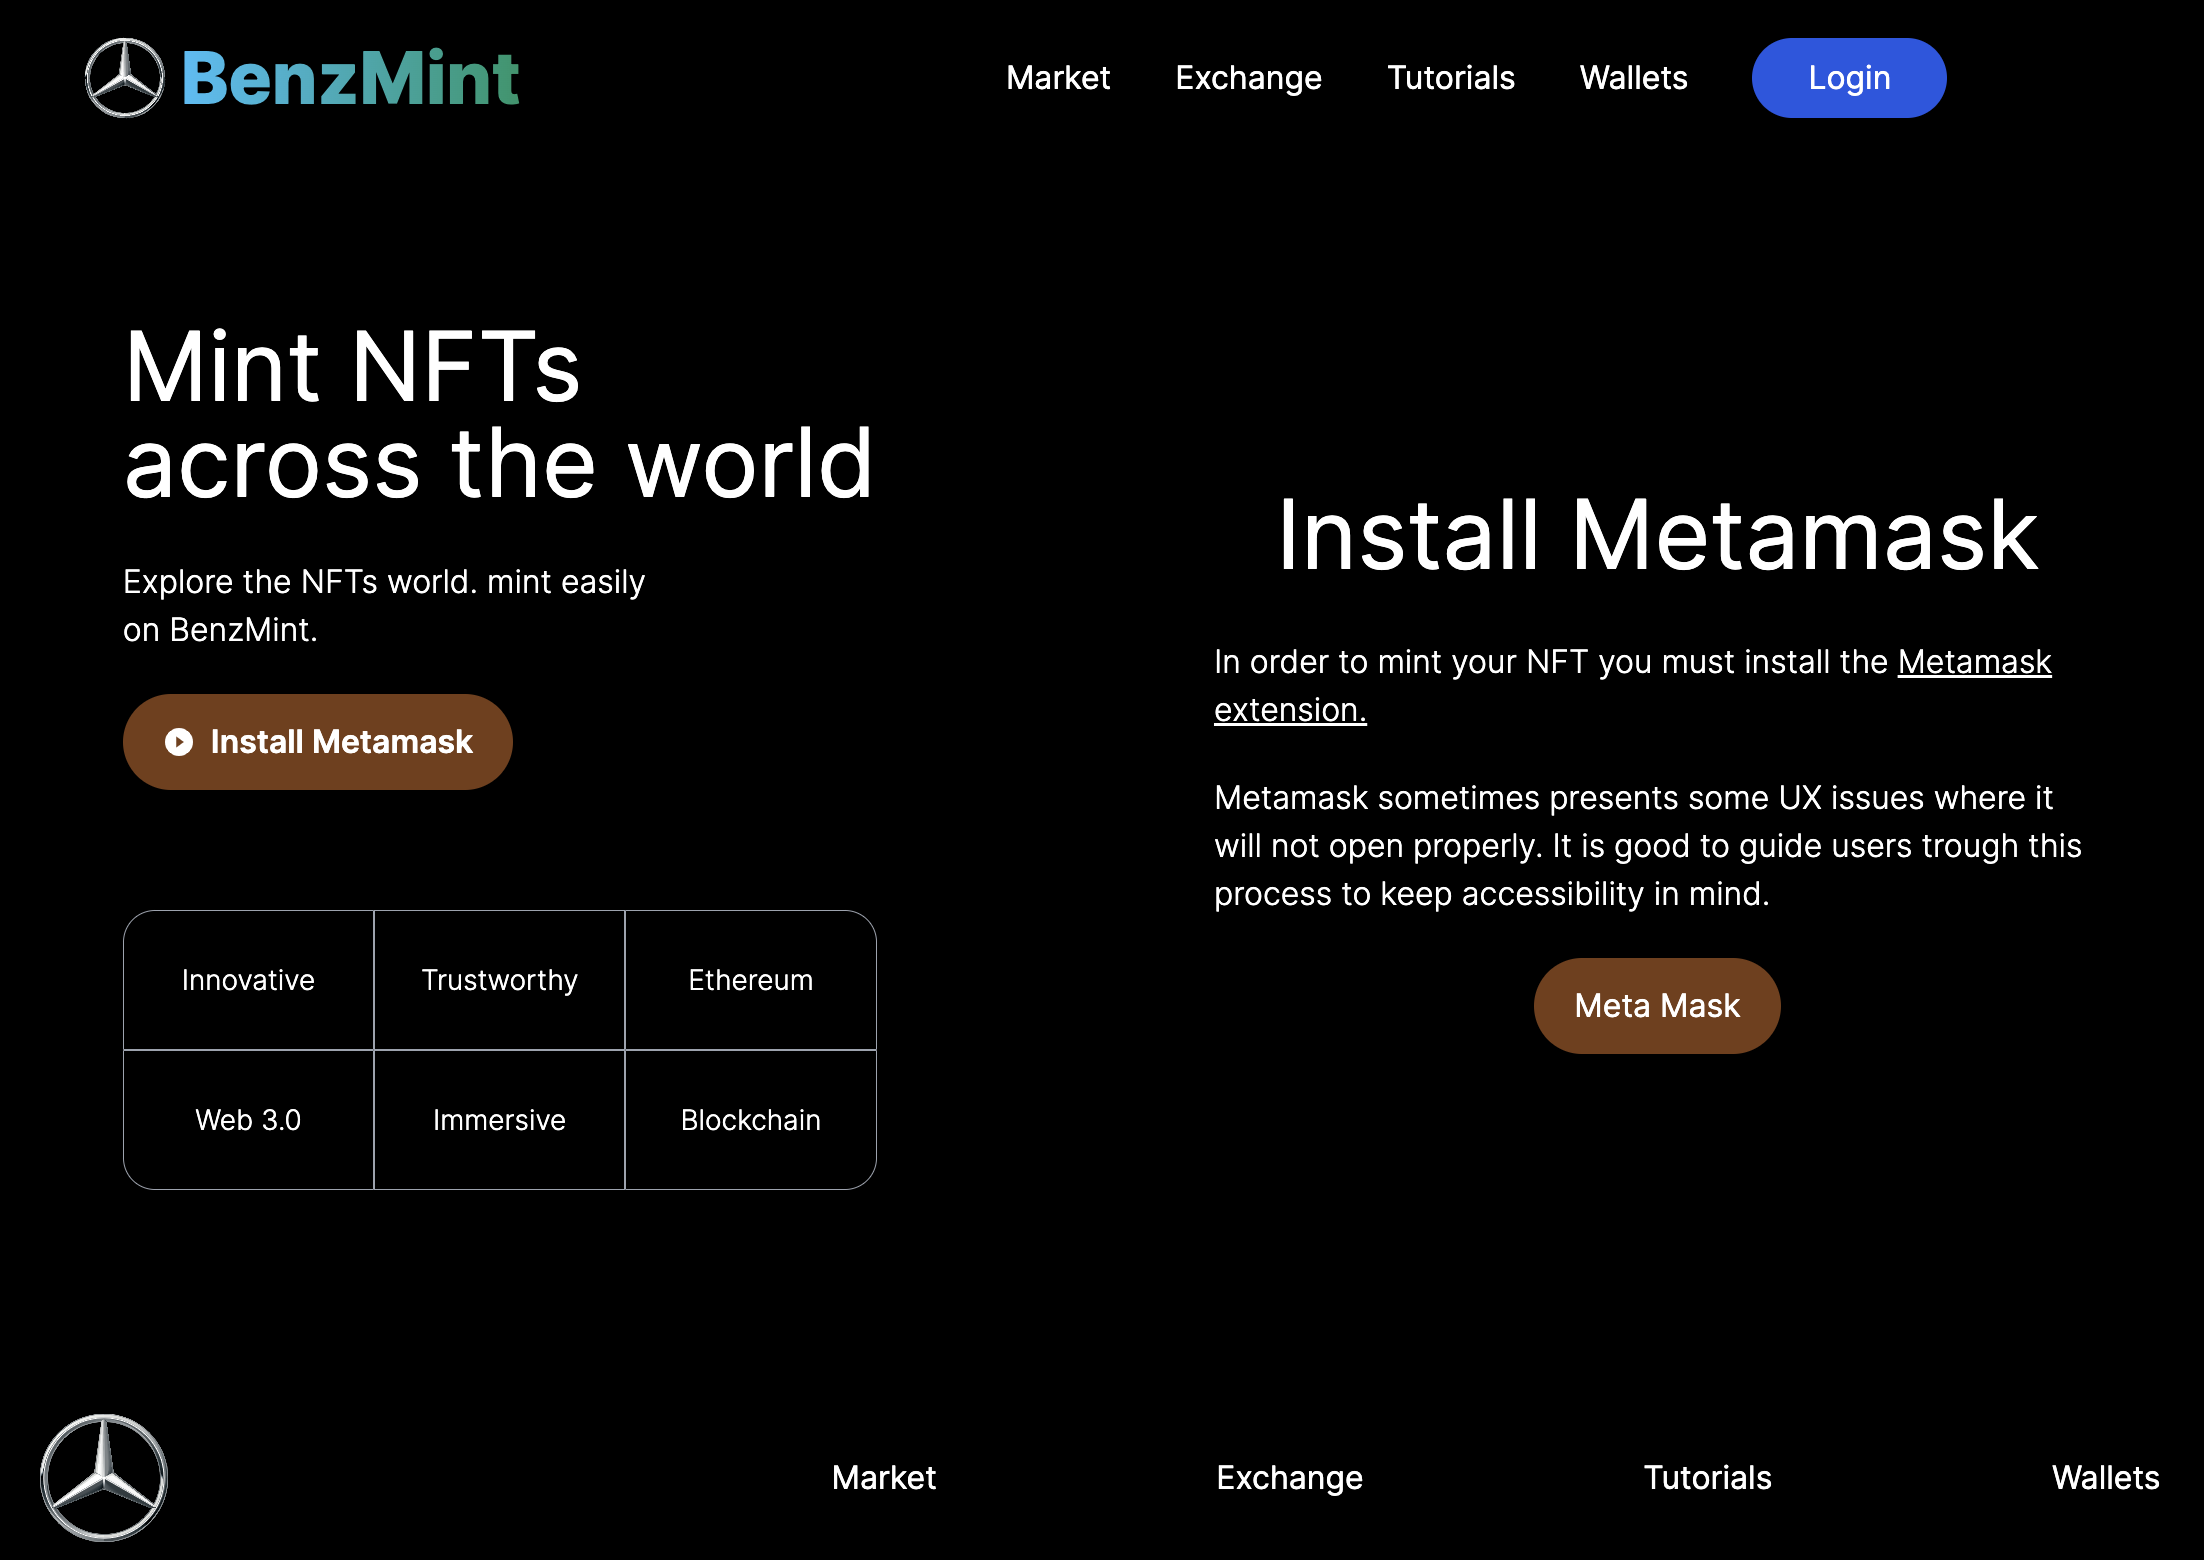 BenzMint
Market
Exchange
Tutorials
Wallets
Login
Mint NFTs
across the world
Explore the NFTs world. mint easily
on BenzMint.
Install Metamask
Innovative
Trustworthy
Ethereum
Web 3.0
Immersive
Blockchain
Install Metamask
In order to mint your NFT you must install the Metamask
extension.
Metamask sometimes presents some UX issues where it
will not open properly. It is good to guide users trough this
process to keep accessibility in mind.
Meta Mask
Market
Exchange
Tutorials
Wallets